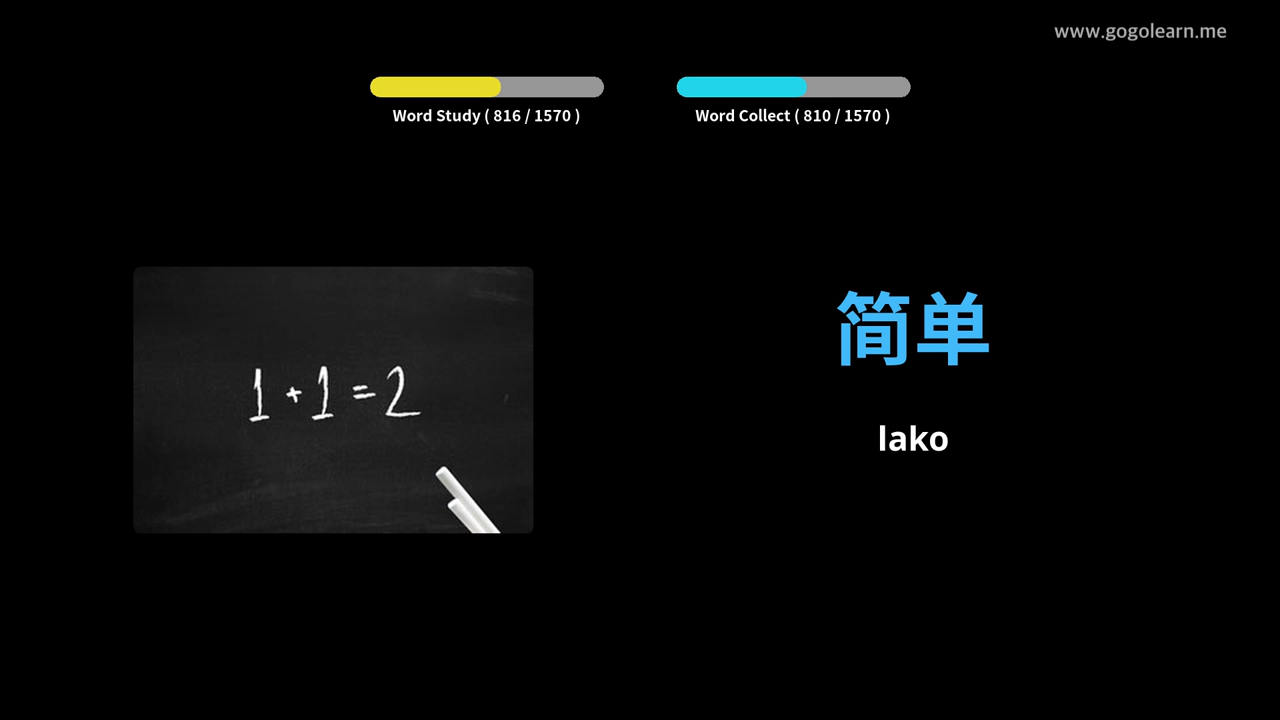 www.gogolearn.me
Word Study ( 816 / 1570 )
Word Collect ( 810 / 1570 )
1 + 1 = 2
简单
lako